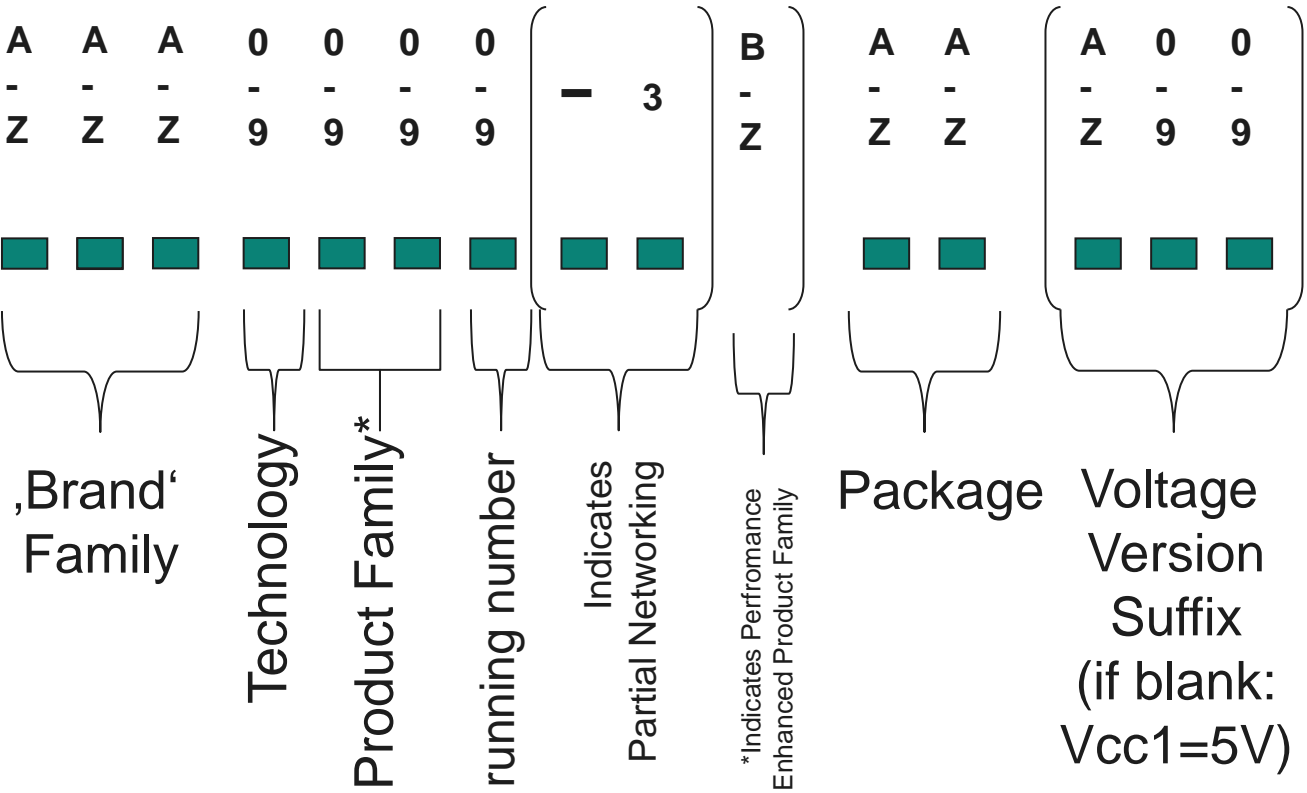 A A A 0 0 0 0 B A A A 0 0
- - - - - - - – 3 - - - - - -
Z Z Z 9 9 9 9 Z Z Z Z 9 9
‚Brand‘
Family
Technology
Product Family*
running number
Indicates
Partial Networking
*Indicates Perfromance
Enhanced Product Family
Package
Voltage
Version
Suffix
(if blank:
Vcc1=5V)